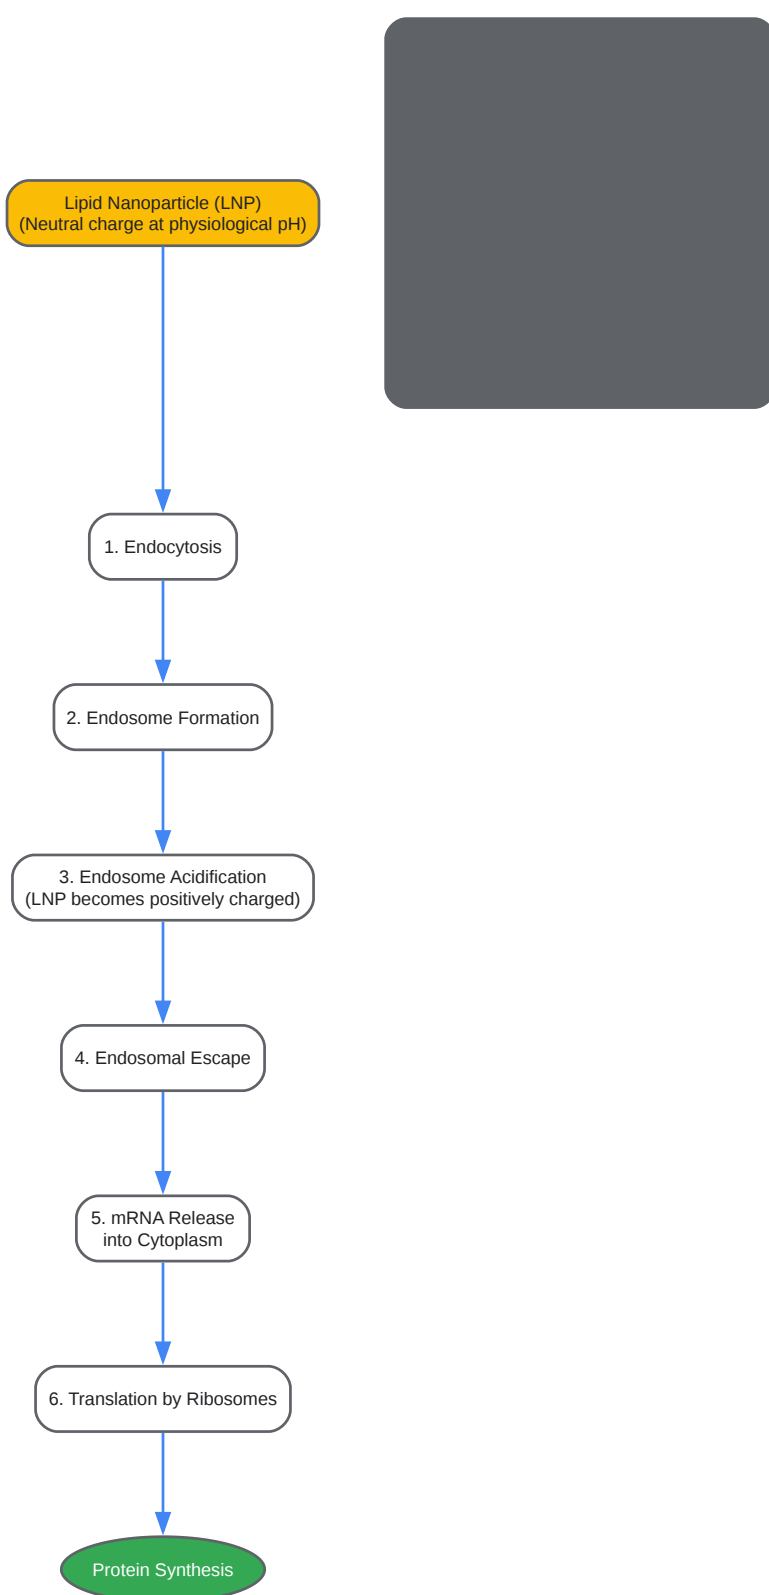 Lipid Nanoparticle (LNP)
(Neutral charge at physiological pH)
1. Endocytosis
2. Endosome Formation
3. Endosome Acidification
(LNP becomes positively charged)
4. Endosomal Escape
5. mRNA Release
into Cytoplasm
6. Translation by Ribosomes
Protein Synthesis